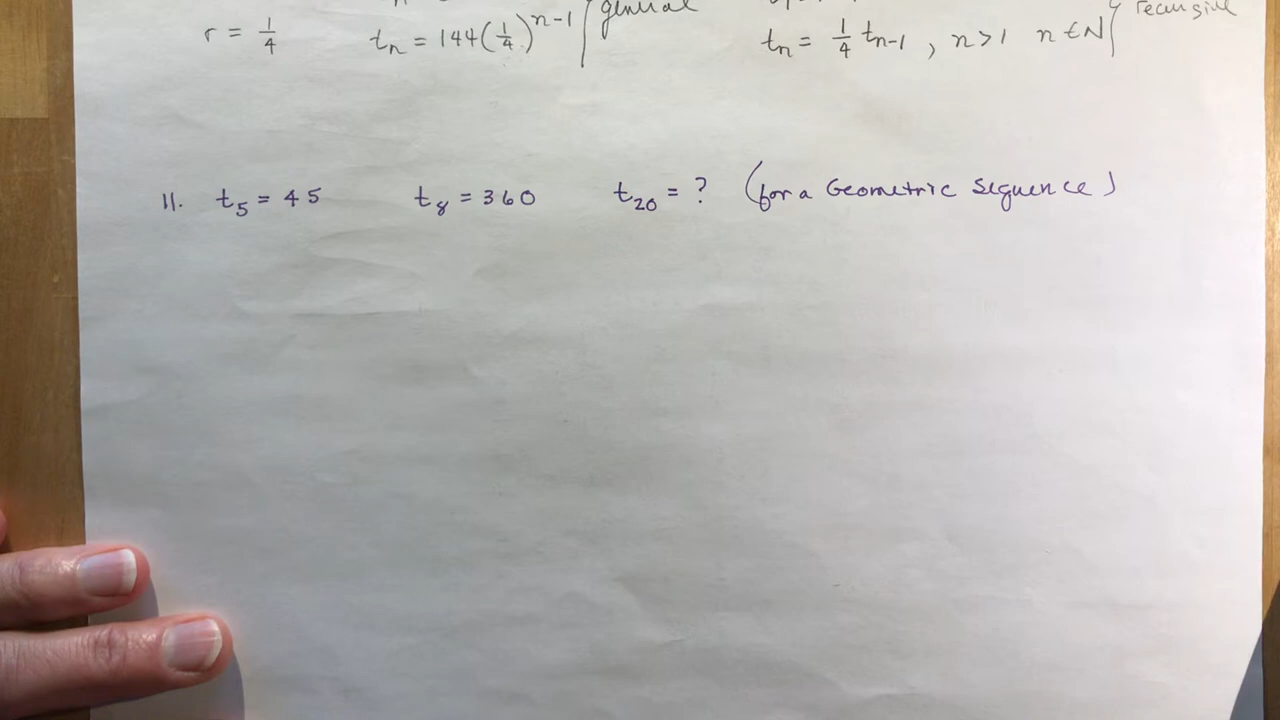 general
recursive
r = 1/4 tₙ = 144(1/4)ⁿ⁻¹ tₙ = 1/4 tₙ₋₁ , n>1 n∈N
11. t₅ = 45 t₈ = 360 t₂₀ = ? (for a Geometric Sequence)